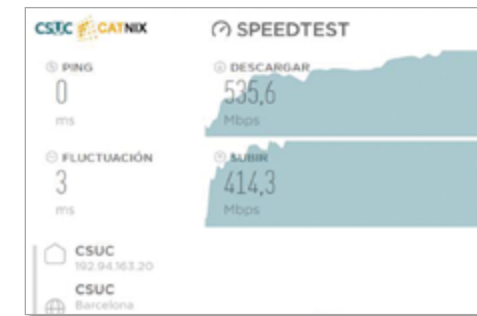 CSUC CATNIX SPEEDTEST
PING DESCARGAR
0 535,6
ms Mbps
FLUCTUACIÓN SUBIR
3 414,3
ms Mbps
CSUC
192.94.163.20
CSUC
Barcelona